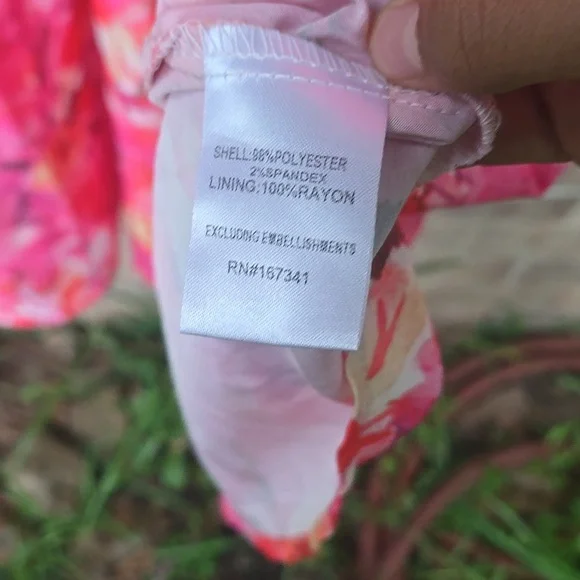 SHELL:98%POLYESTER
2%SPANDEX
LINING:100%RAYON
EXCLUDING EMBELLISHMENTS
RN#167341